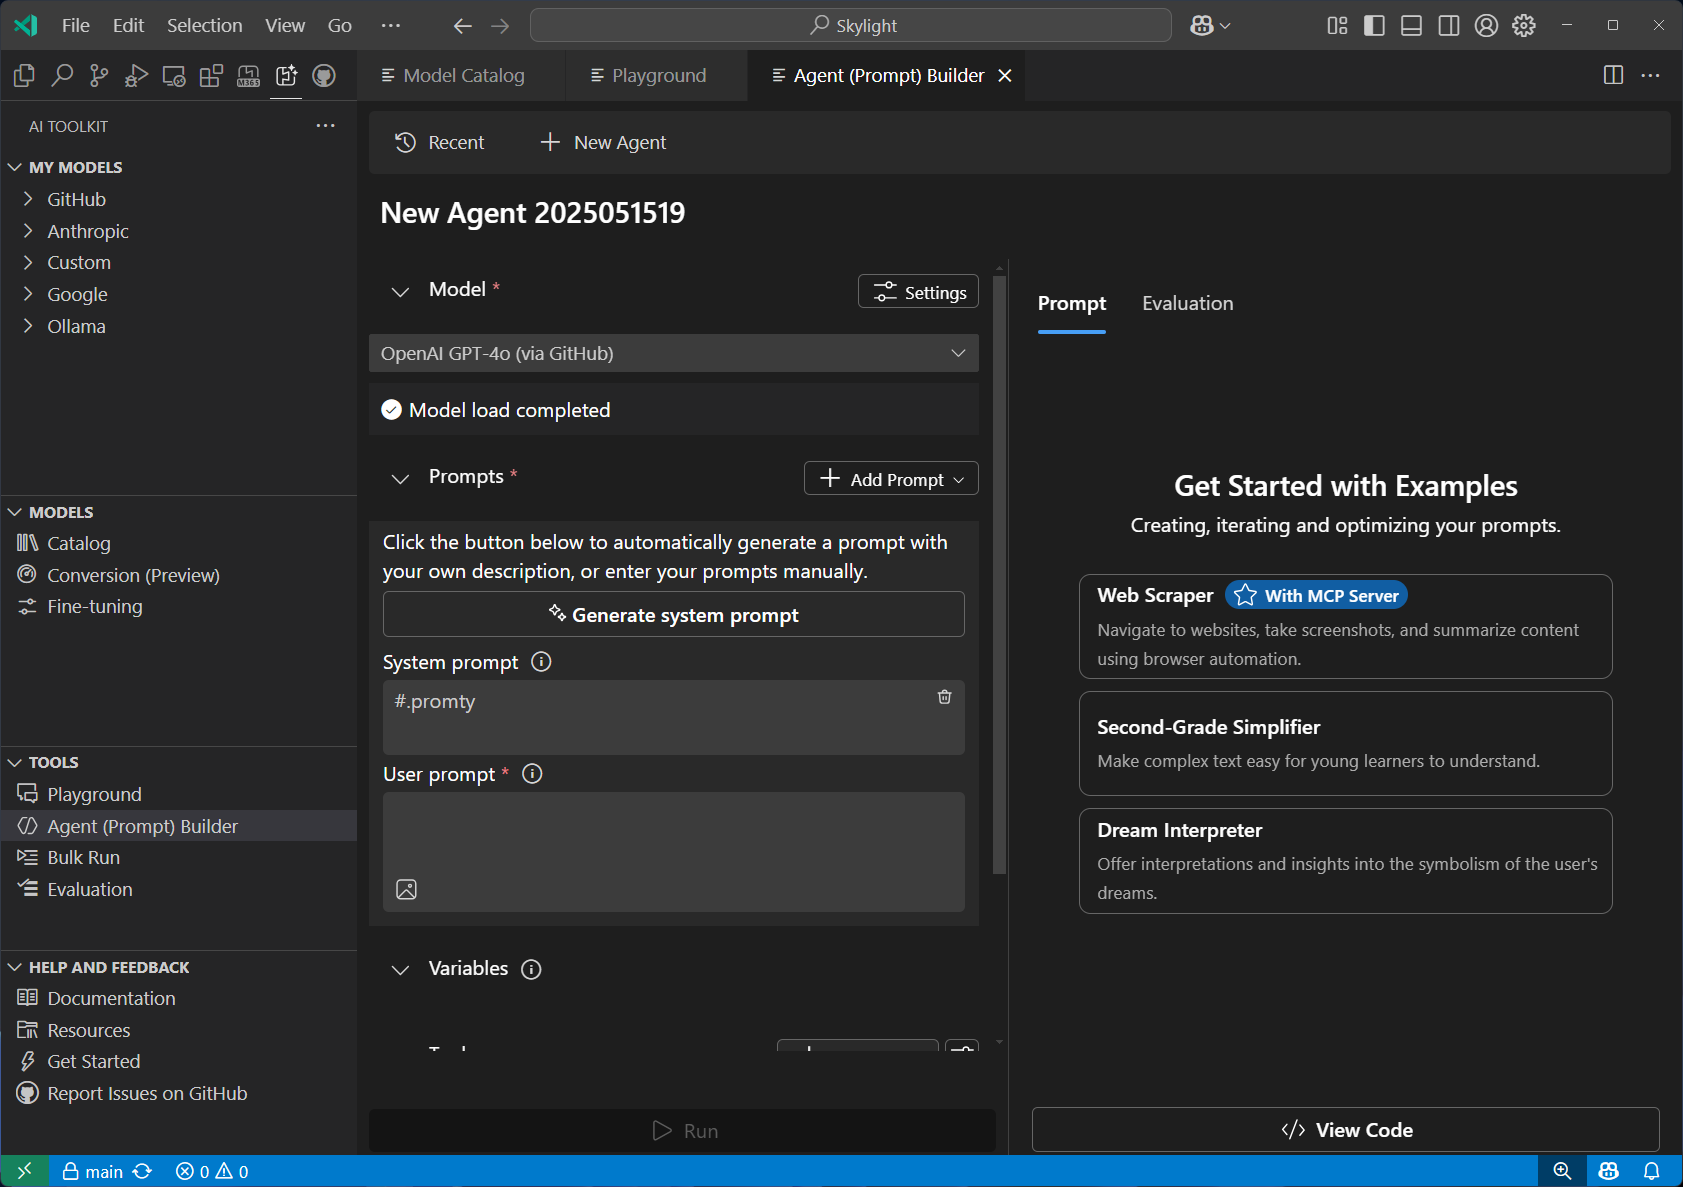 File Edit Selection View Go ···
Skylight
Model Catalog
Playground
Agent (Prompt) Builder
M365
AI TOOLKIT
MY MODELS
GitHub
Anthropic
Custom
Google
Ollama
MODELS
Catalog
Conversion (Preview)
Fine-tuning
TOOLS
Playground
Agent (Prompt) Builder
Bulk Run
Evaluation
HELP AND FEEDBACK
Documentation
Resources
Get Started
Report Issues on GitHub
Recent
New Agent
New Agent 2025051519
Model *
Settings
OpenAI GPT-4o (via GitHub)
Model load completed
Prompts *
Add Prompt
Click the button below to automatically generate a prompt with
your own description, or enter your prompts manually.
Generate system prompt
System prompt
#.promty
User prompt *
Variables
Run
Prompt Evaluation
Get Started with Examples
Creating, iterating and optimizing your prompts.
Web Scraper With MCP Server
Navigate to websites, take screenshots, and summarize content
using browser automation.
Second-Grade Simplifier
Make complex text easy for young learners to understand.
Dream Interpreter
Offer interpretations and insights into the symbolism of the user's
dreams.
</> View Code
main 0 0